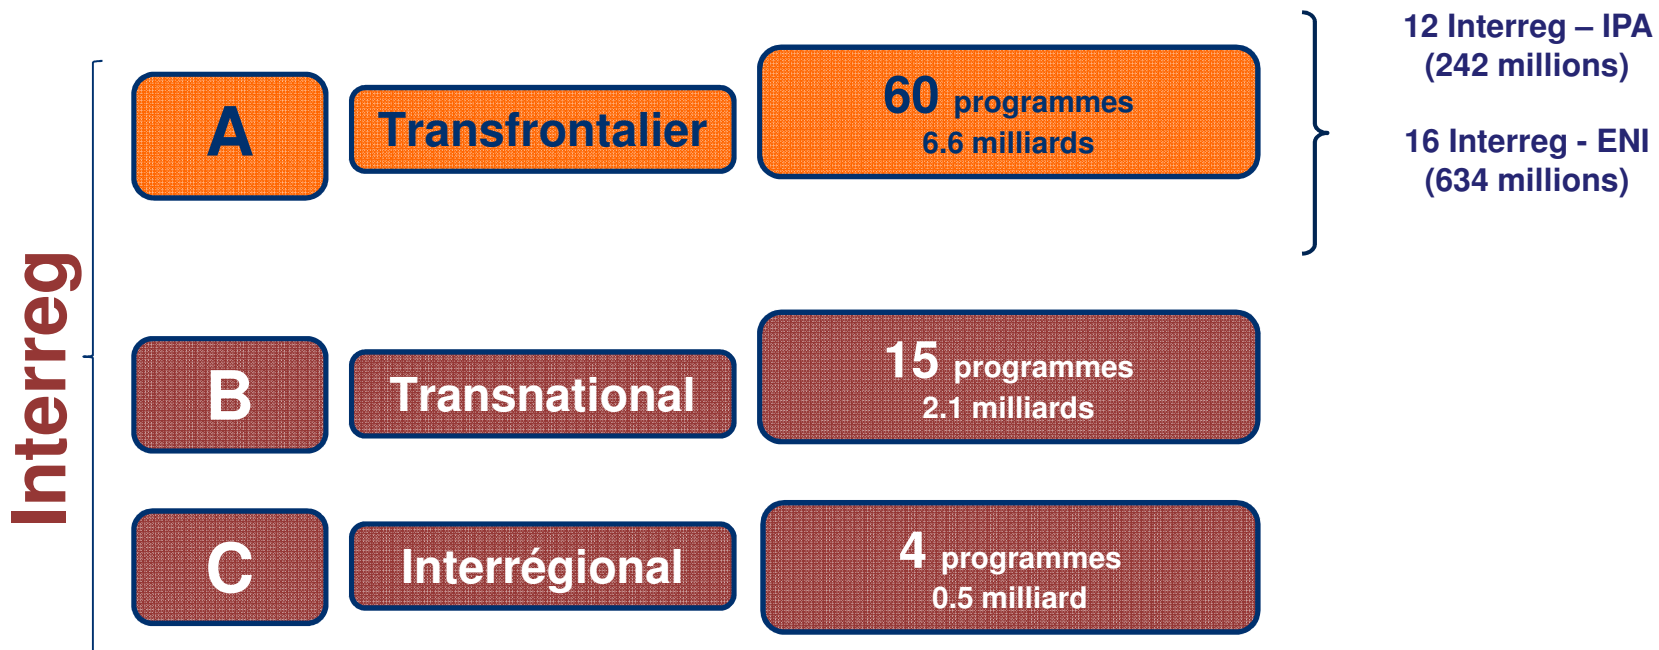 Interreg
A
Transfrontalier
60 programmes
6.6 milliards
12 Interreg – IPA
(242 millions)
16 Interreg - ENI
(634 millions)
B
Transnational
15 programmes
2.1 milliards
C
Interrégional
4 programmes
0.5 milliard